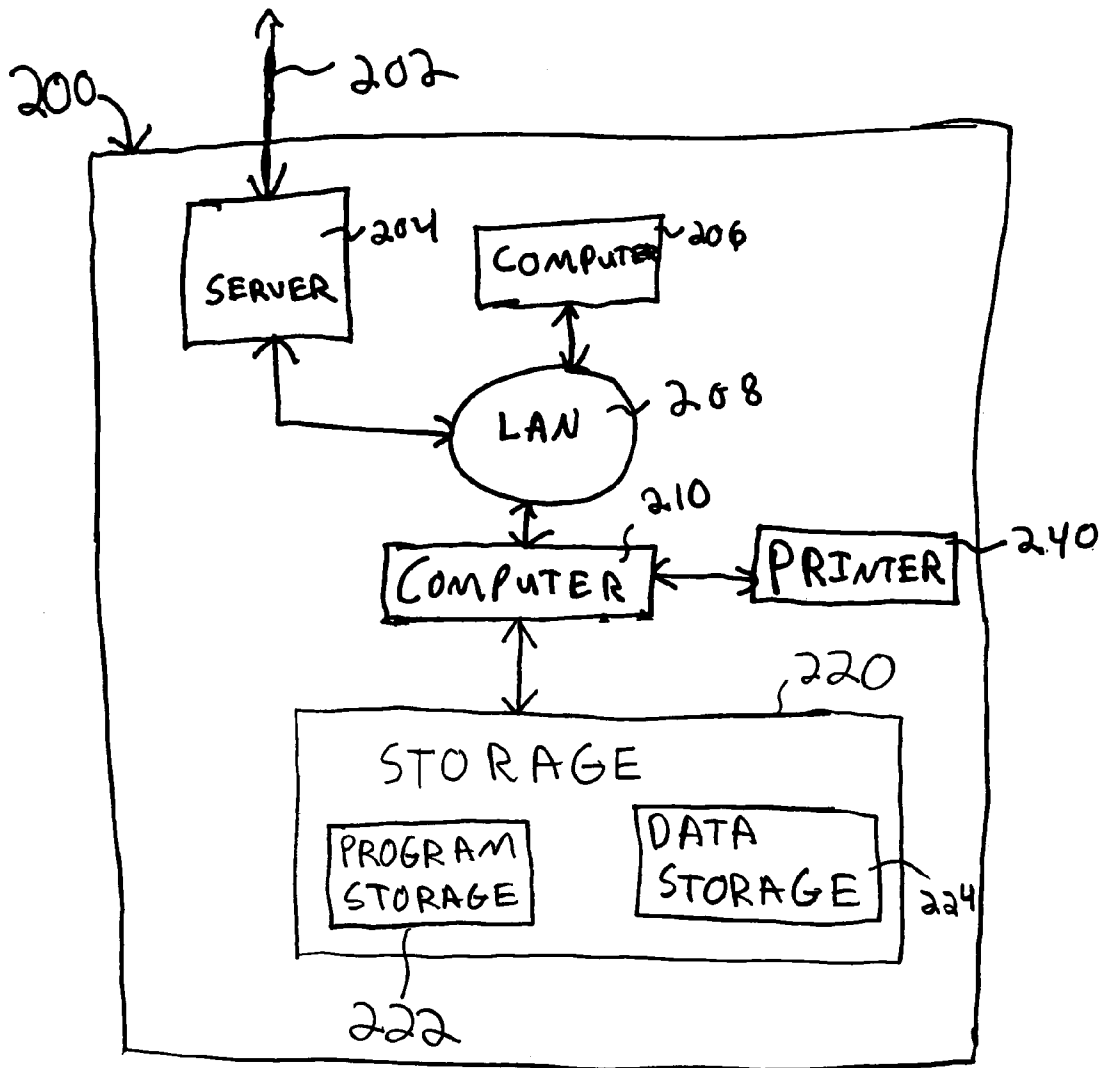 202
200
204
SERVER
206
COMPUTER
208
LAN
210
COMPUTER
240
PRINTER
220
STORAGE
PROGRAM
STORAGE
DATA
STORAGE
224
222